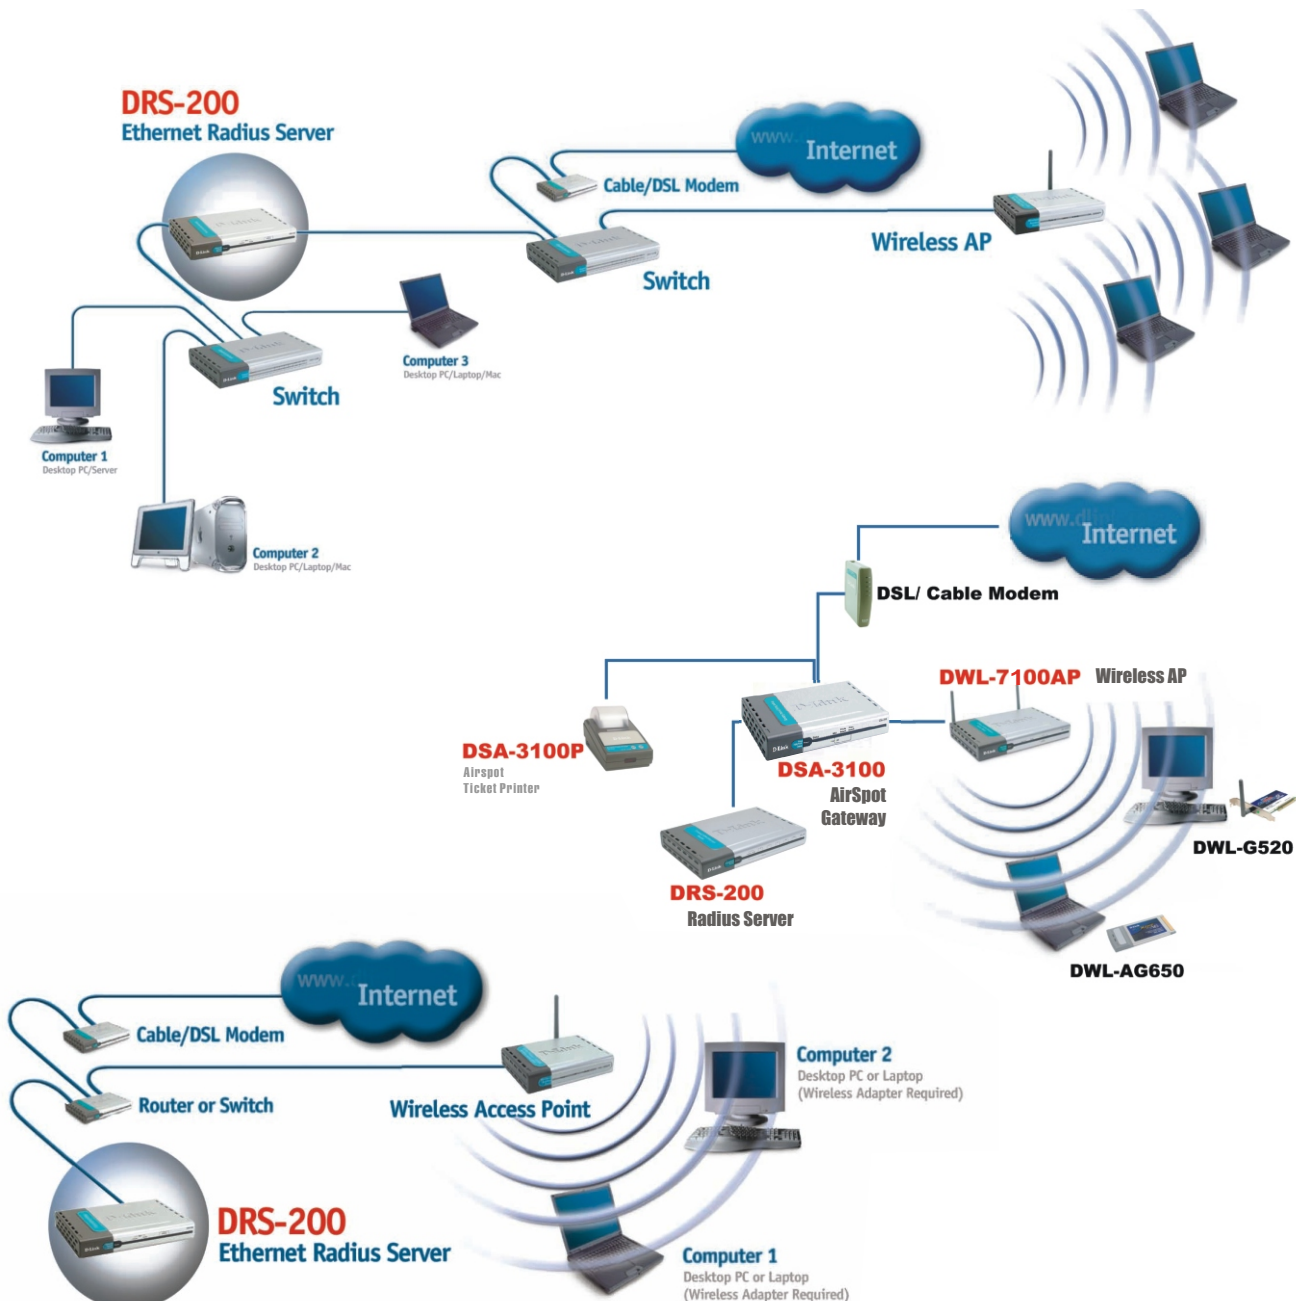 DRS-200
Ethernet Radius Server
www.
Internet
Cable/DSL Modem
Wireless AP
Switch
Computer 3
Desktop PC/Laptop/Mac
Switch
Computer 1
Desktop PC/Server
Computer 2
Desktop PC/Laptop/Mac
www.dlink
Internet
DSL/ Cable Modem
DWL-7100AP Wireless AP
DSA-3100P
Airspot
Ticket Printer
DSA-3100
AirSpot
Gateway
DWL-G520
DRS-200
Radius Server
DWL-AG650
www.d
Internet
Cable/DSL Modem
Computer 2
Desktop PC or Laptop
(Wireless Adapter Required)
Router or Switch
Wireless Access Point
DRS-200
Ethernet Radius Server
Computer 1
Desktop PC or Laptop
(Wireless Adapter Required)